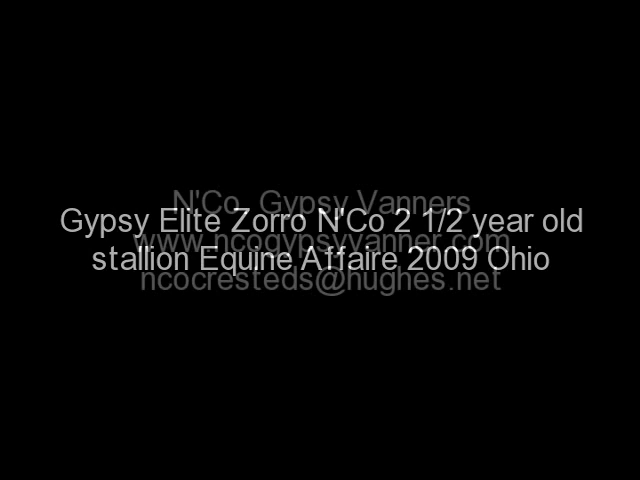 N'Co. Gypsy Vanners
Gypsy Elite Zorro N'Co 2 1/2 year old
www.ncogypsyvanner.com
stallion Equine Affaire 2009 Ohio
ncocresteds@hughes.net